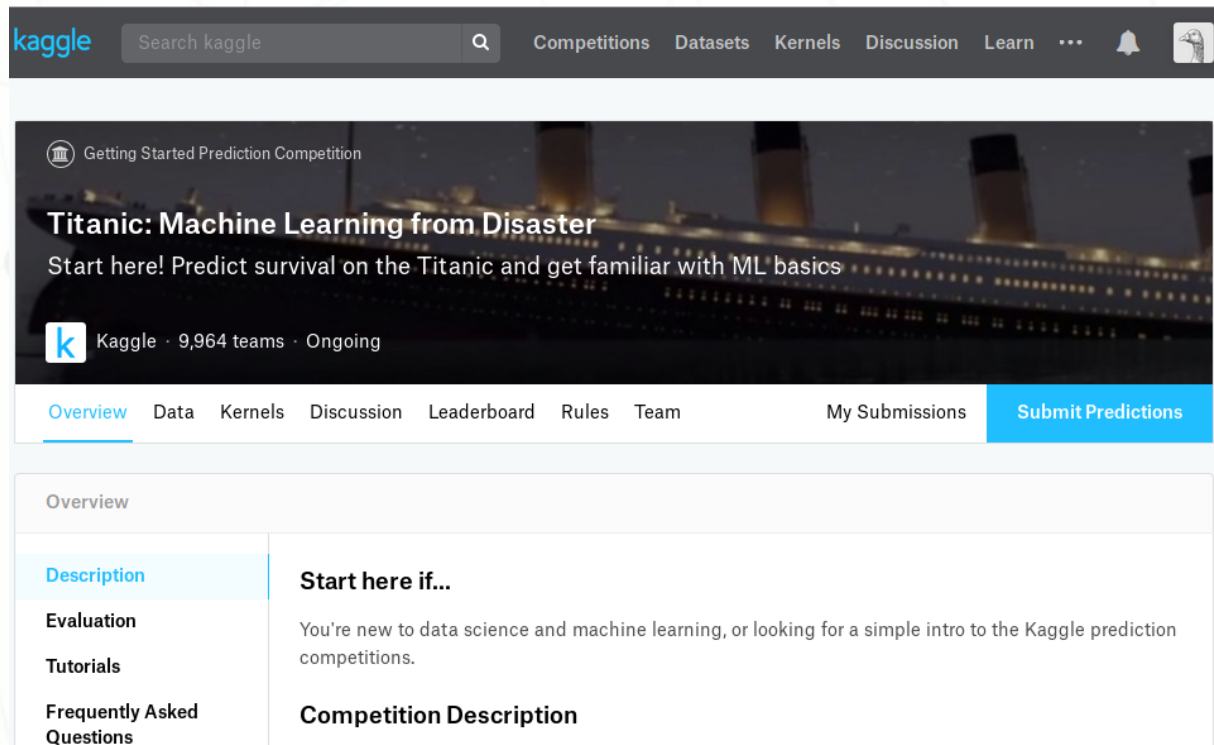 kaggle
Search kaggle
Competitions Datasets Kernels Discussion Learn •••
Getting Started Prediction Competition
Titanic: Machine Learning from Disaster
Start here! Predict survival on the Titanic and get familiar with ML basics
k
Kaggle · 9,964 teams · Ongoing
Overview Data Kernels Discussion Leaderboard Rules Team My Submissions Submit Predictions
Overview
Description
Evaluation
Tutorials
Frequently Asked
Questions
Start here if...
You're new to data science and machine learning, or looking for a simple intro to the Kaggle prediction
competitions.
Competition Description